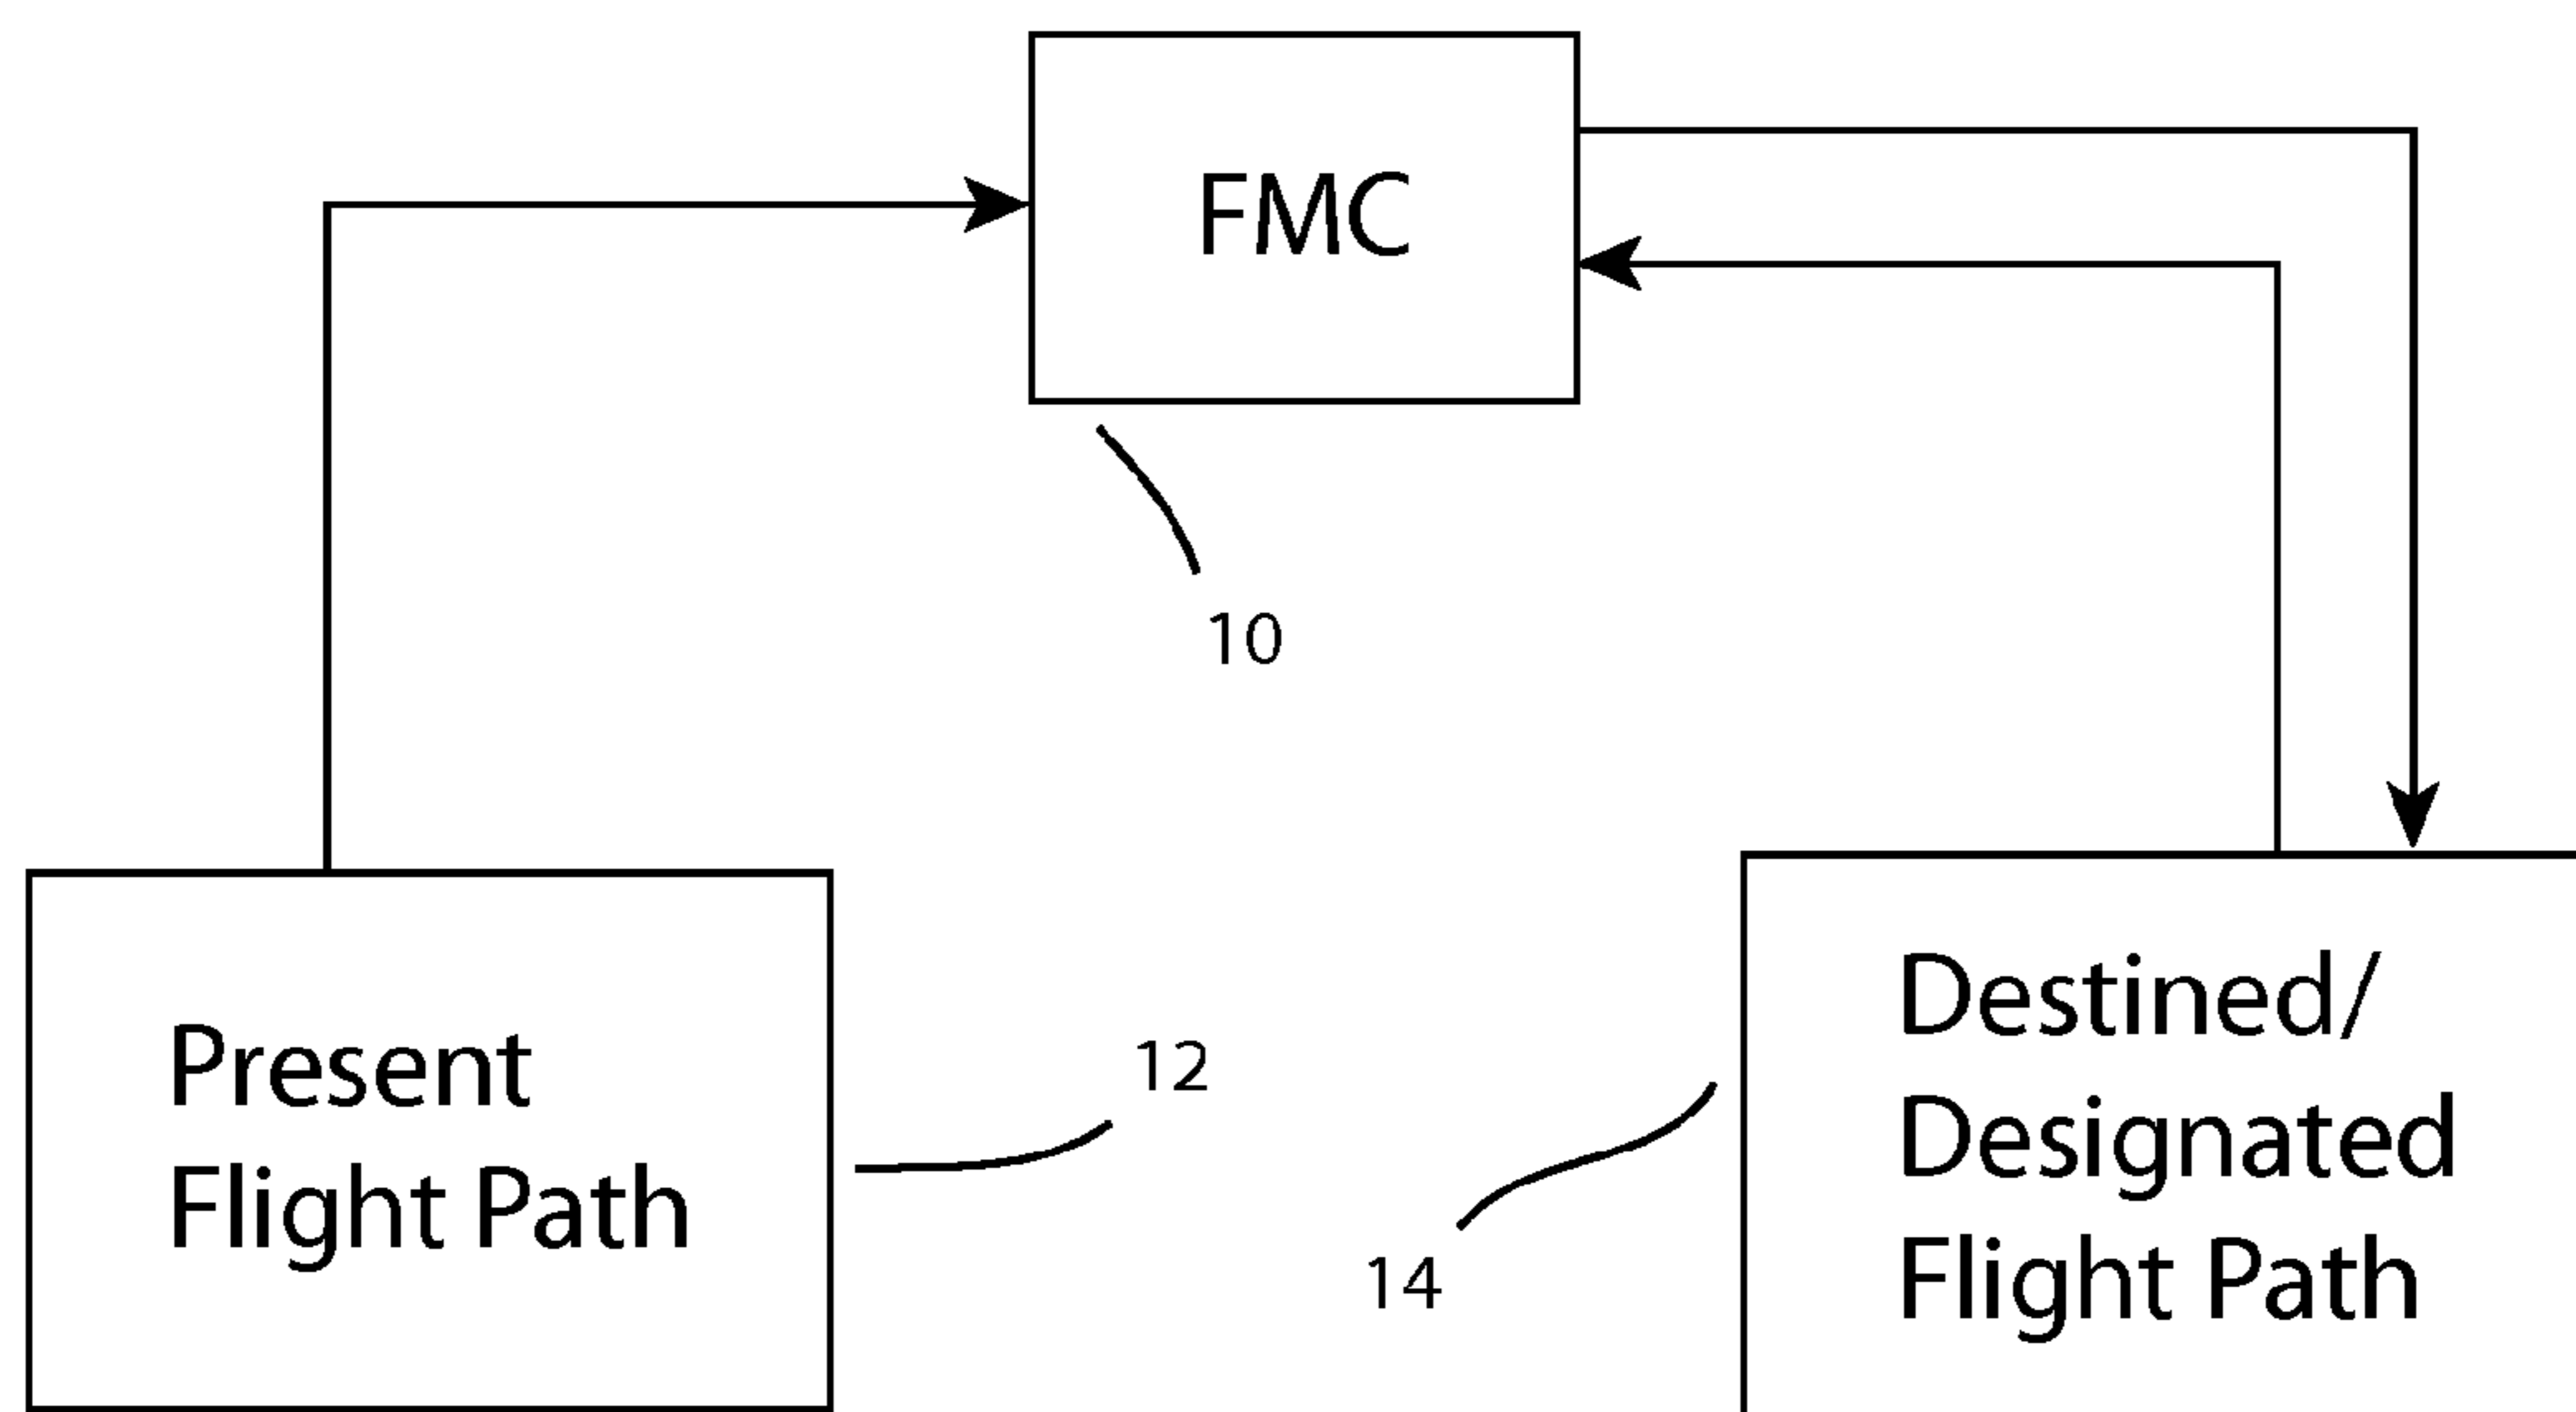 FMC
10
Present
Flight Path
12
14
Destined/
Designated
Flight Path